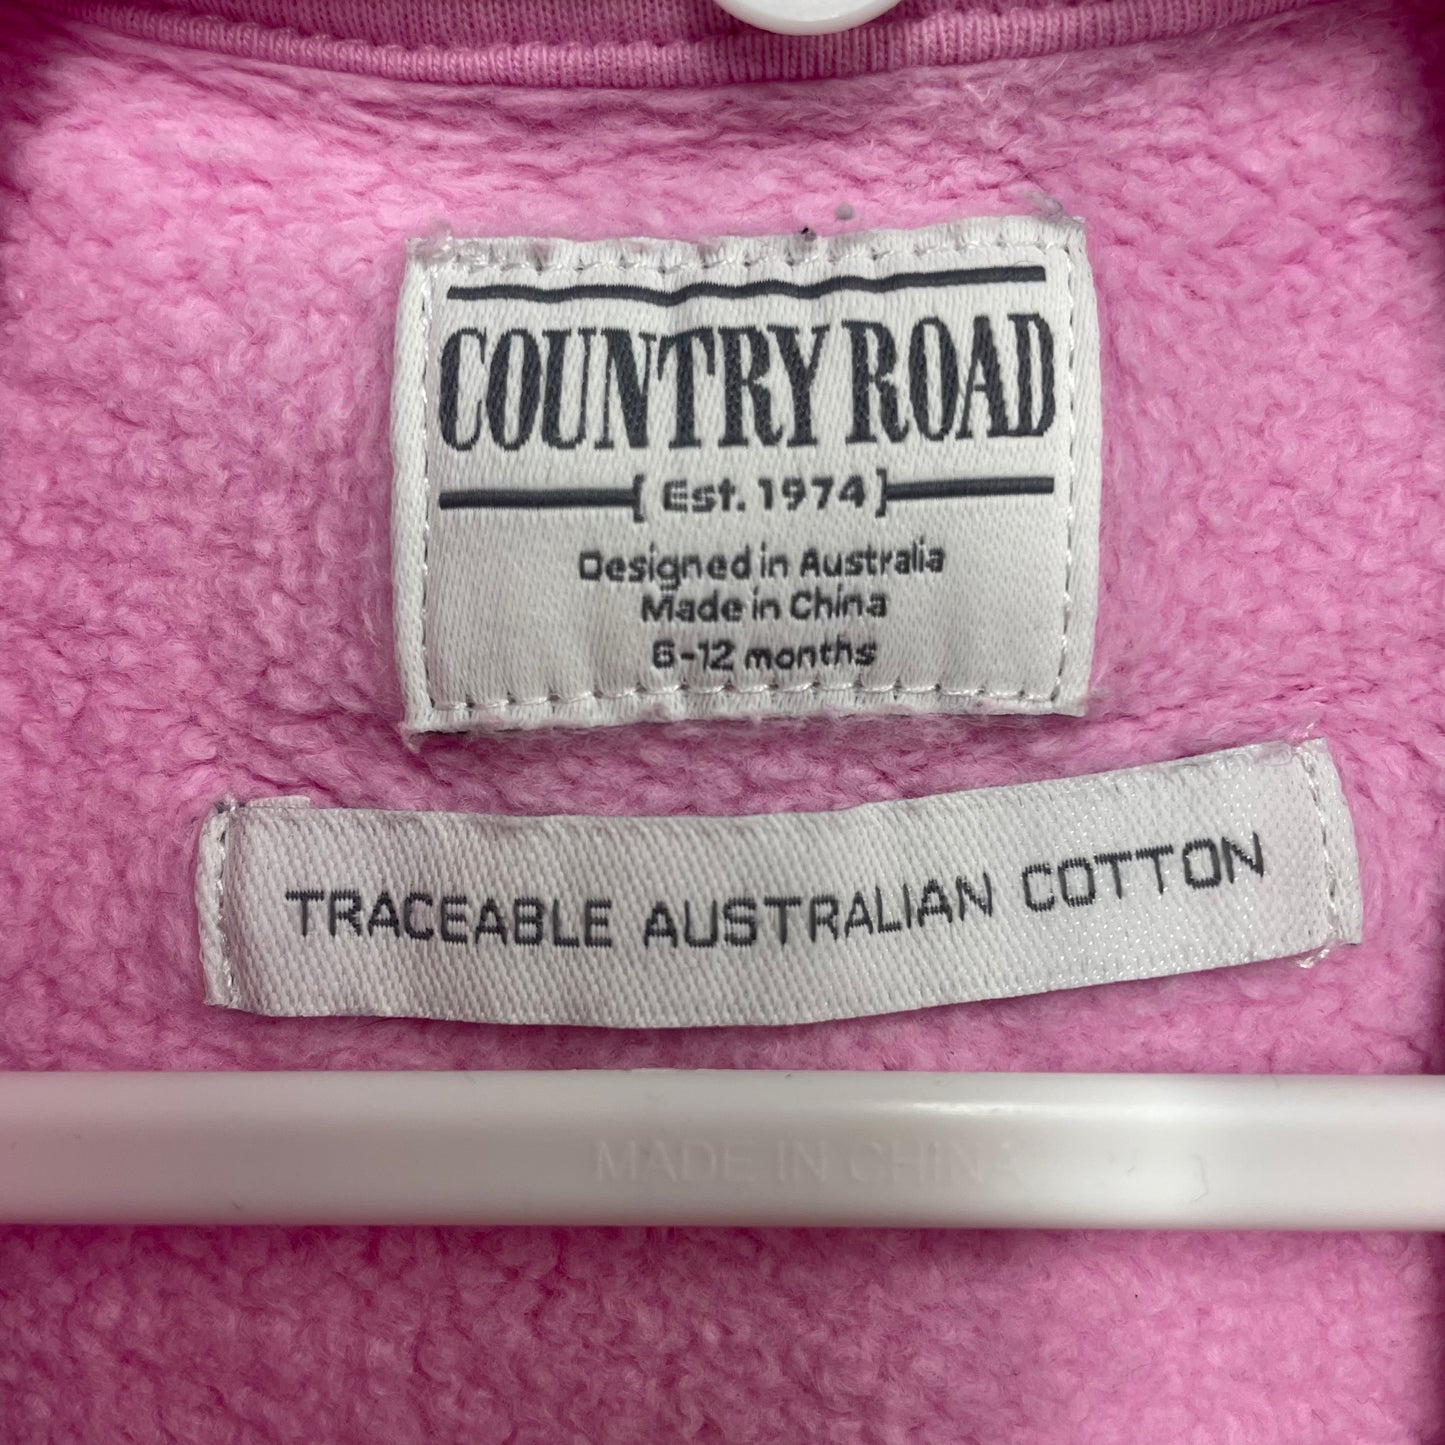 COUNTRY ROAD
[ Est. 1974 ]
Designed in Australia
Made in China
6-12 months
TRACEABLE AUSTRALIAN COTTON
MADE IN CHINA